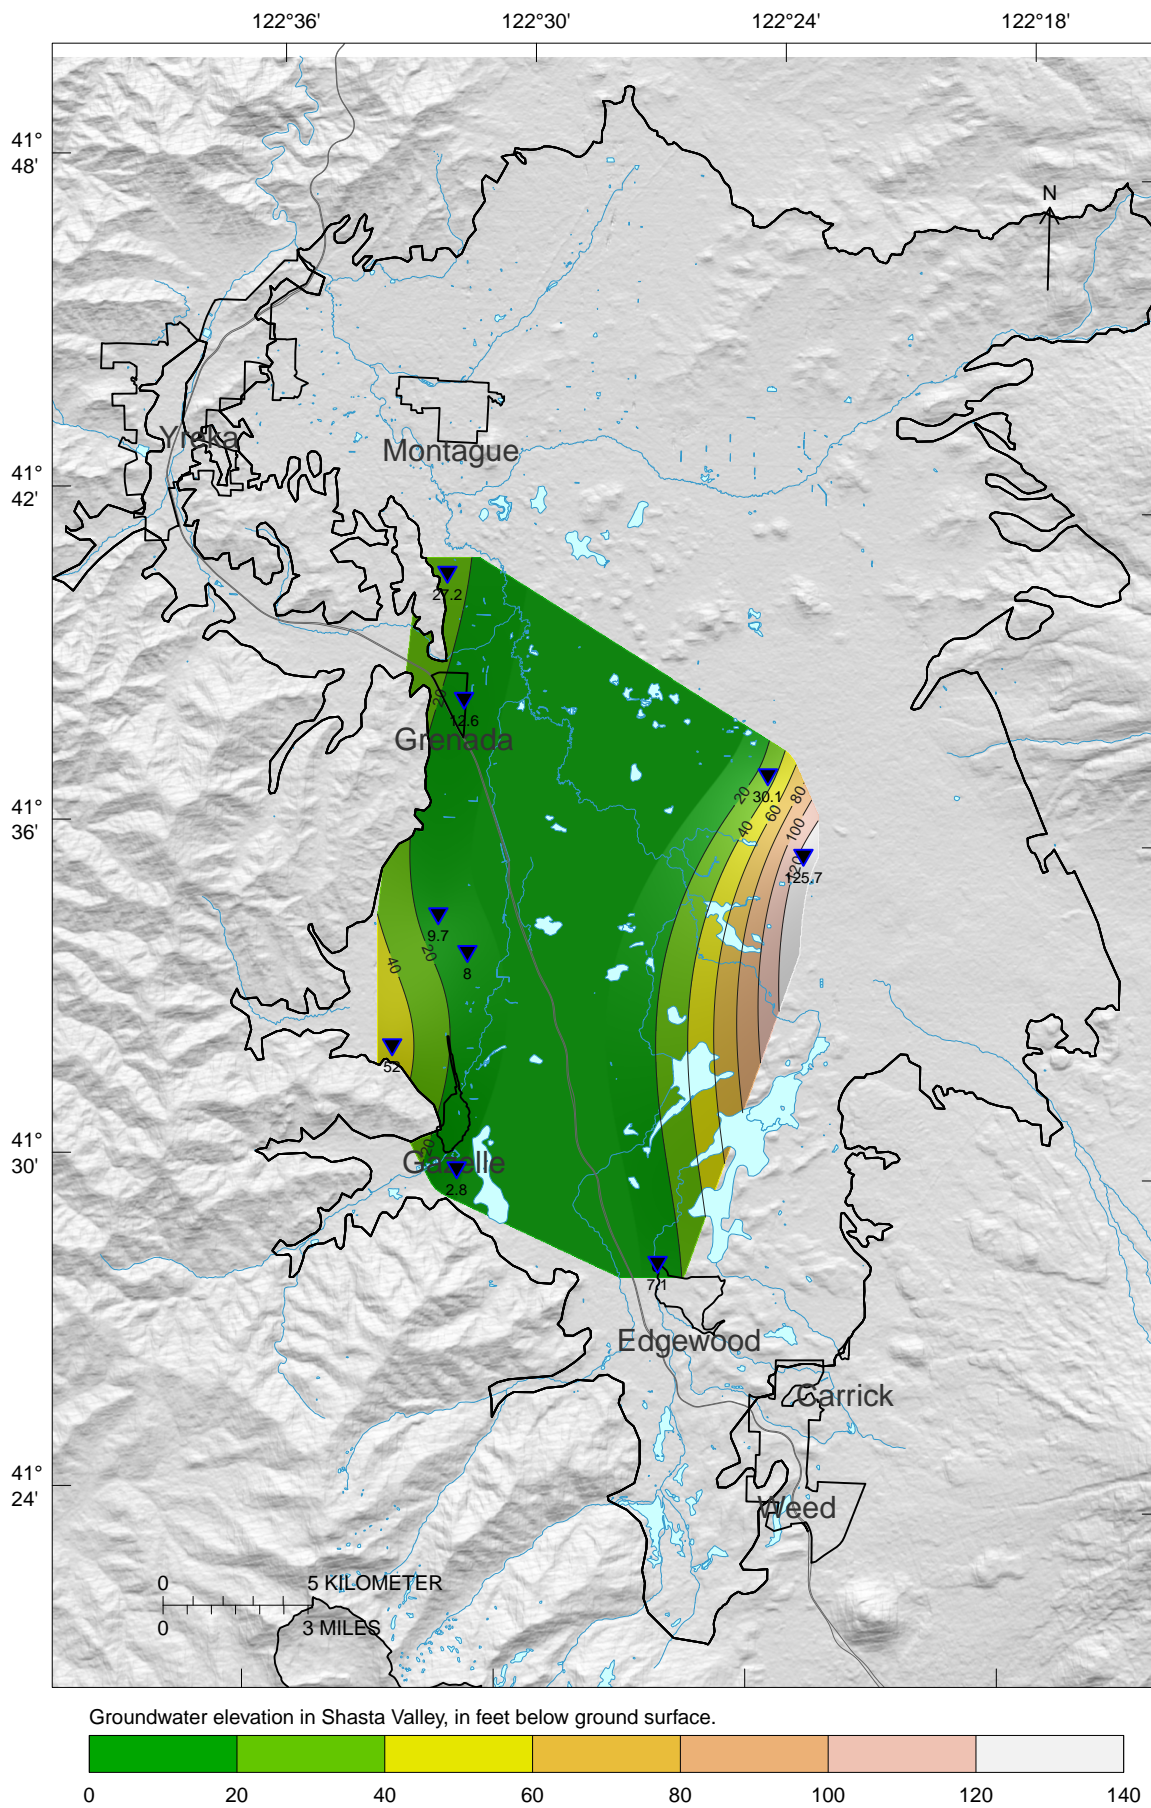 122°36' 122°30' 122°24' 122°18'
41°
48'
N
Yreka
Montague
41°
42'
27.2
20
12.6
Grenada
30.1
20
40
60
80
100
120
41°
36'
125.7
9.7
20
8
40
52
41°
30'
20
Gazelle
2.8
7.1
Edgewood
Carrick
41°
24'
Weed
0 5 KILOMETER
0 3 MILES
Groundwater elevation in Shasta Valley, in feet below ground surface.
0 20 40 60 80 100 120 140